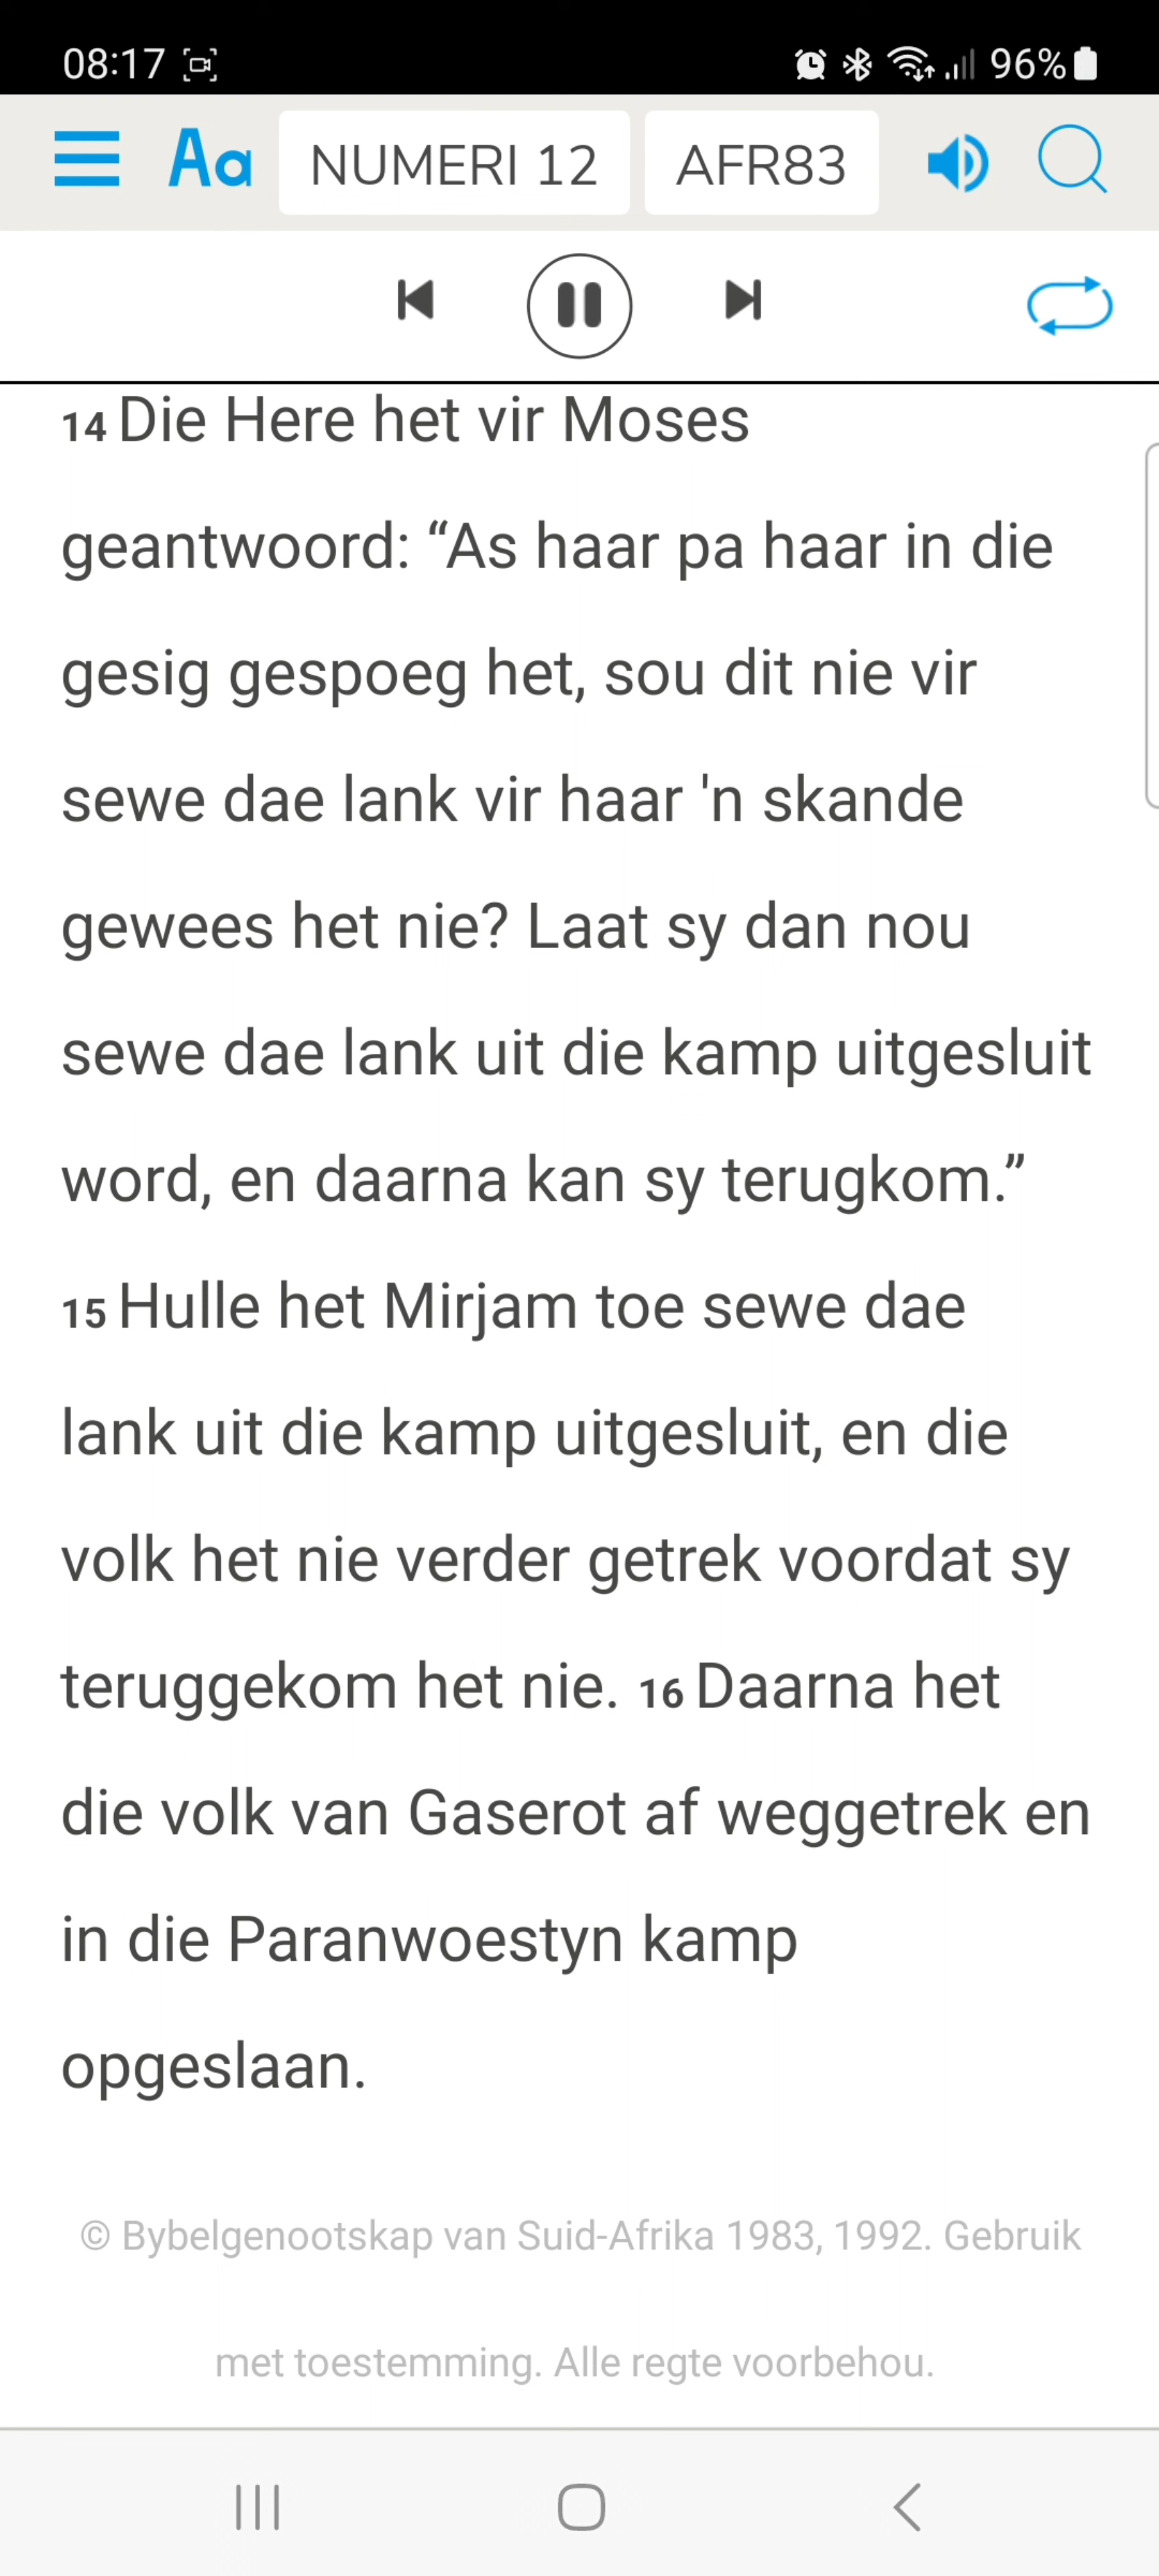 08:17 96%
Aa NUMERI 12 AFR83
14 Die Here het vir Moses
geantwoord: “As haar pa haar in die
gesig gespoeg het, sou dit nie vir
sewe dae lank vir haar 'n skande
gewees het nie? Laat sy dan nou
sewe dae lank uit die kamp uitgesluit
word, en daarna kan sy terugkom.”
15 Hulle het Mirjam toe sewe dae
lank uit die kamp uitgesluit, en die
volk het nie verder getrek voordat sy
teruggekom het nie. 16 Daarna het
die volk van Gaserot af weggetrek en
in die Paranwoestyn kamp
opgeslaan.
© Bybelgenootskap van Suid-Afrika 1983, 1992. Gebruik
met toestemming. Alle regte voorbehou.